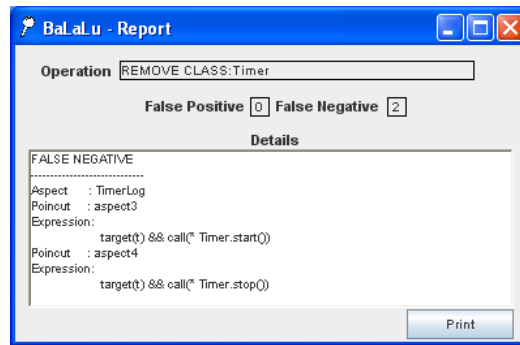 BaLaLu - Report
Operation REMOVE CLASS:Timer
False Positive 0 False Negative 2
Details
FALSE NEGATIVE
----------------------------
Aspect : TimerLog
Poincut : aspect3
Expression:
target(t) && call(* Timer.start())
Poincut : aspect4
Expression:
target(t) && call(* Timer.stop())
Print